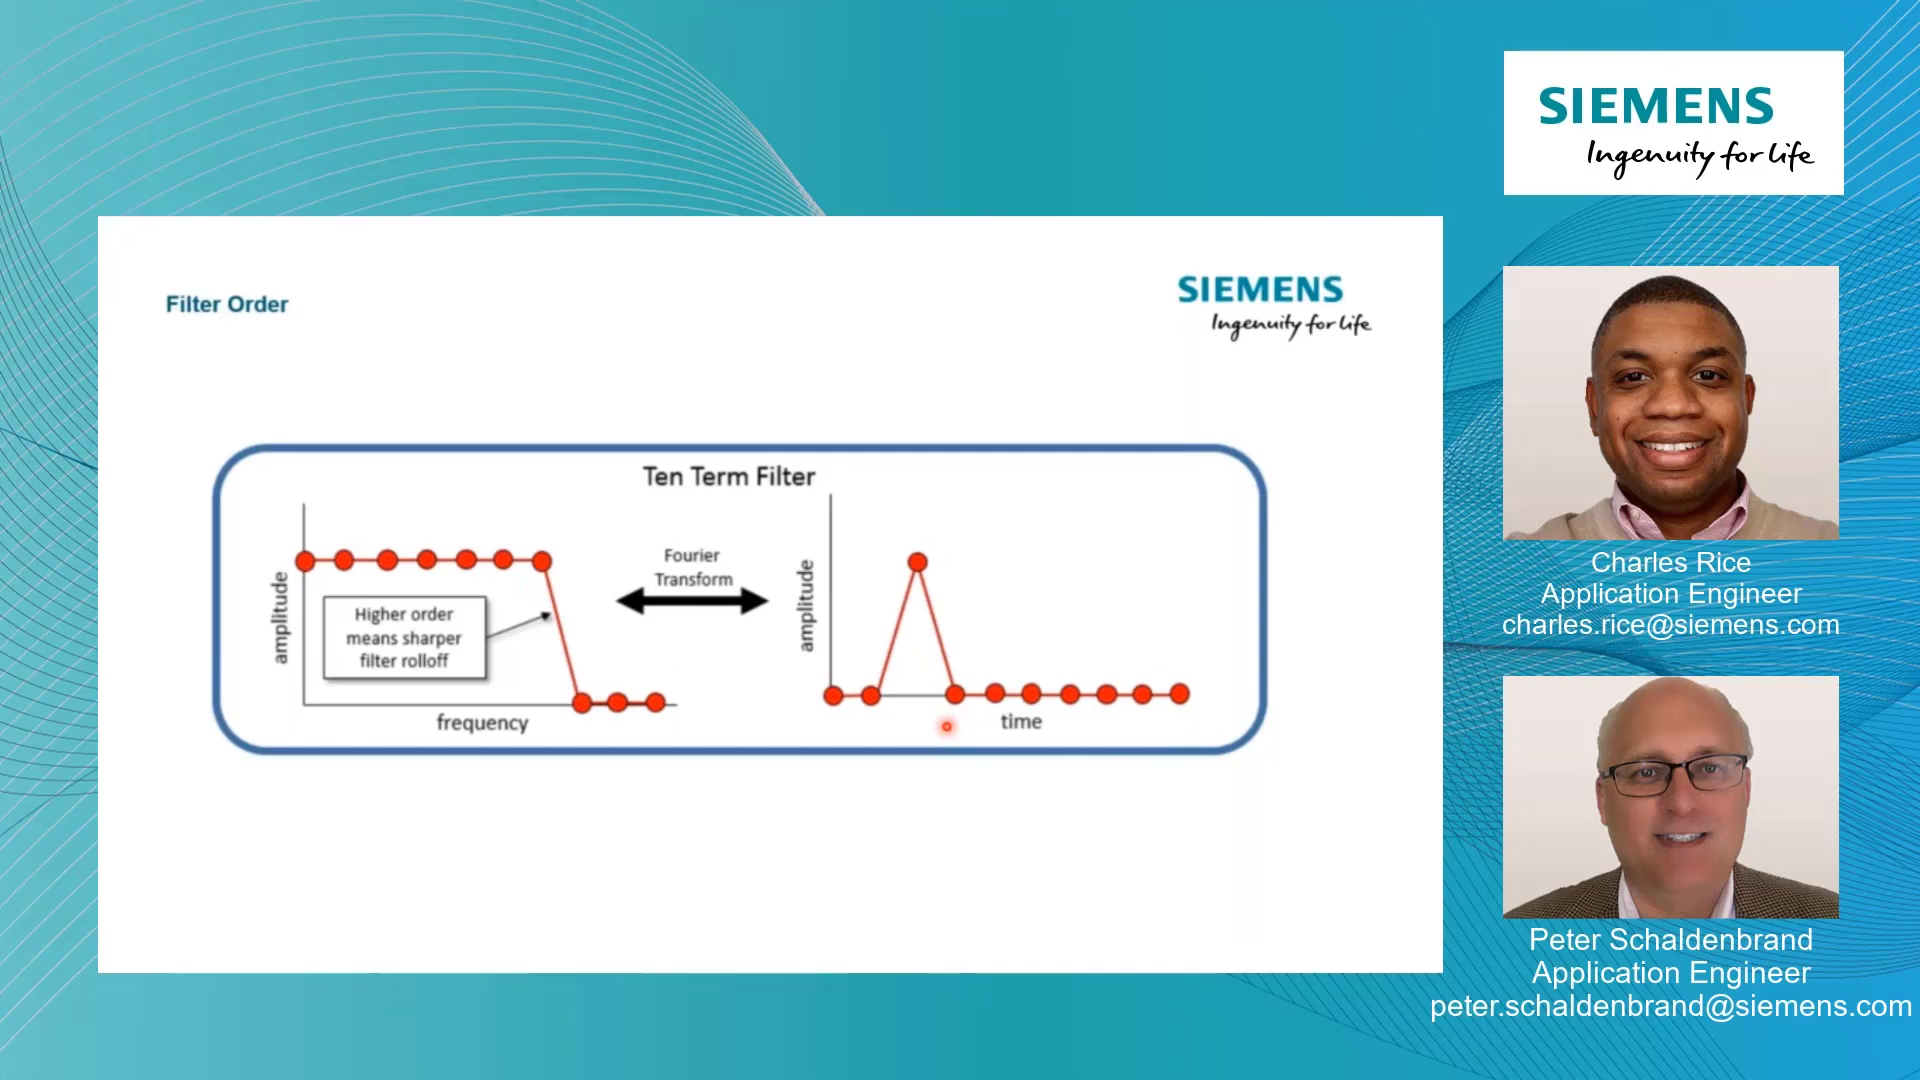 SIEMENS
Ingenuity for life
Filter Order
SIEMENS
Ingenuity for life
Ten Term Filter
amplitude
Higher order
means sharper
filter rolloff
frequency
Fourier
Transform
amplitude
time
Charles Rice
Application Engineer
charles.rice@siemens.com
Peter Schaldenbrand
Application Engineer
peter.schaldenbrand@siemens.com